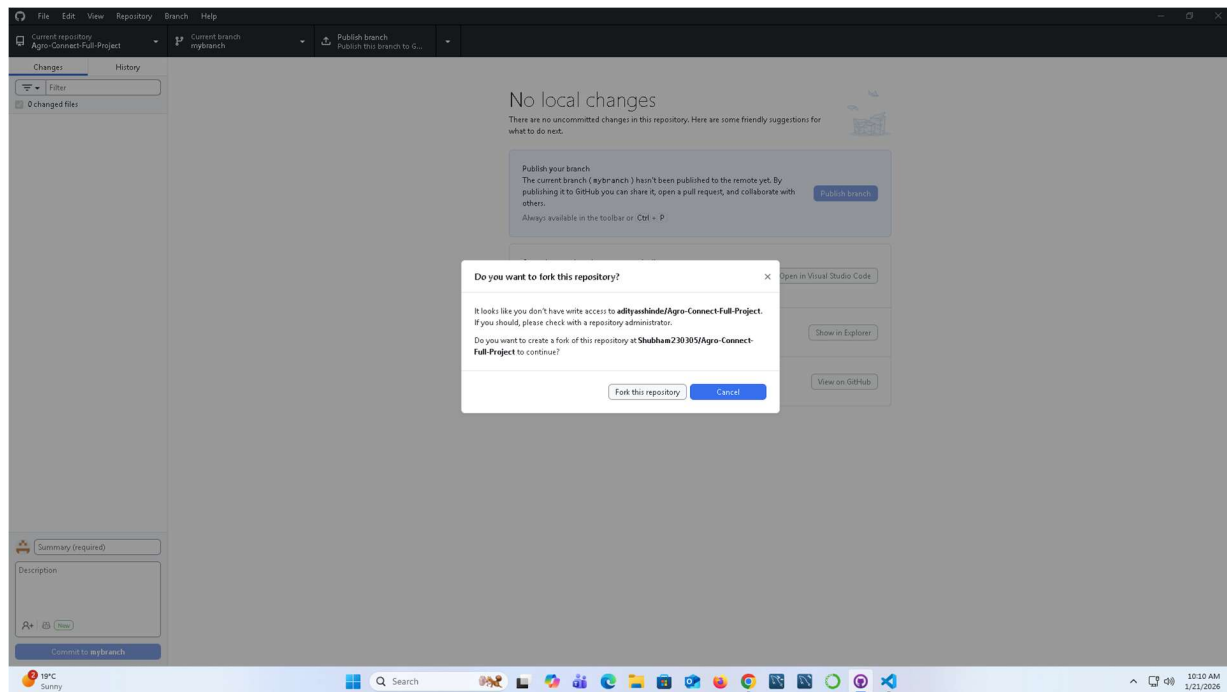 File Edit View Repository Branch Help
Current repository
Agro-Connect-Full-Project
Current branch
mybranch
Publish branch
Publish this branch to G...
Changes History
Filter
0 changed files
No local changes
There are no uncommitted changes in this repository. Here are some friendly suggestions for
what to do next.
Publish your branch
The current branch ( mybranch ) hasn't been published to the remote yet. By
publishing it to GitHub you can share it, open a pull request, and collaborate with
others.
Publish branch
Always available in the toolbar or Ctrl + P
Open in Visual Studio Code
Do you want to fork this repository?
It looks like you don't have write access to adityasshinde/Agro-Connect-Full-Project.
If you should, please check with a repository administrator.
Do you want to create a fork of this repository at Shubham230305/Agro-Connect-
Full-Project to continue?
Fork this repository Cancel
Show in Explorer
View on GitHub
Summary (required)
Description
New
Commit to mybranch
2
19°C
Sunny
Search
10:10 AM
1/21/2026